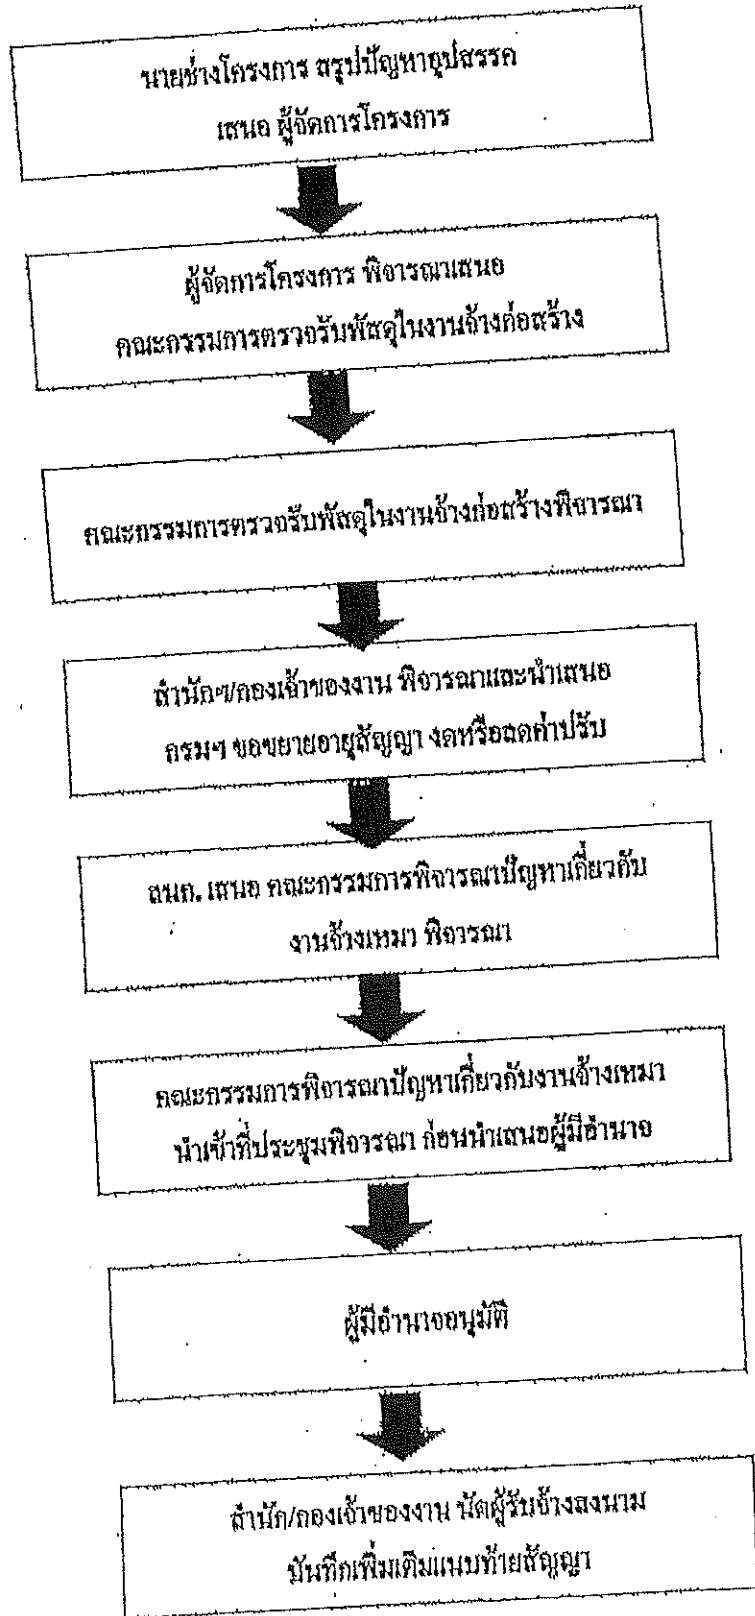 นายช่างโครงการ สรุปปัญหาอุปสรรค
เสนอ ผู้จัดการโครงการ
ผู้จัดการโครงการ พิจารณาเสนอ
คณะกรรมการตรวจรับพัสดุในงานจ้างก่อสร้าง
คณะกรรมการตรวจรับพัสดุในงานจ้างก่อสร้างพิจารณา
สำนักฯ/กองเจ้าของงาน พิจารณาและนำเสนอ
กรมฯ ขอขยายอายุสัญญา งดหรือลดค่าปรับ
สนก. เสนอ คณะกรรมการพิจารณาปัญหาเกี่ยวกับ
งานจ้างเหมา พิจารณา
คณะกรรมการพิจารณาปัญหาเกี่ยวกับงานจ้างเหมา
นำเข้าที่ประชุมพิจารณา ก่อนนำเสนอผู้มีอำนาจ
ผู้มีอำนาจอนุมัติ
สำนัก/กองเจ้าของงาน นัดผู้รับจ้างลงนาม
บันทึกเพิ่มเติมแนบท้ายสัญญา